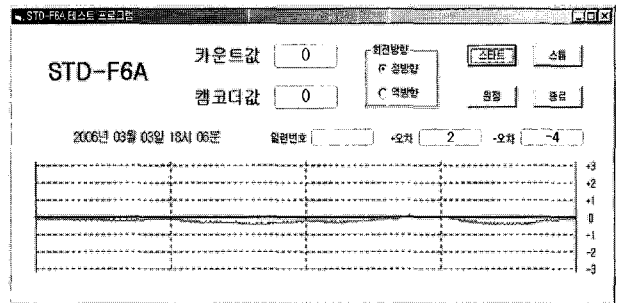 STD-F6A 테스트 프로그램
STD-F6A
카운트값 0
캠코더값 0
회전방향
정방향
역방향
스타트
스톱
원점
종료
2006년 03월 03일 18시 06분
일련번호
+오차 2
-오차 -4
+3
+2
+1
0
-1
-2
-3